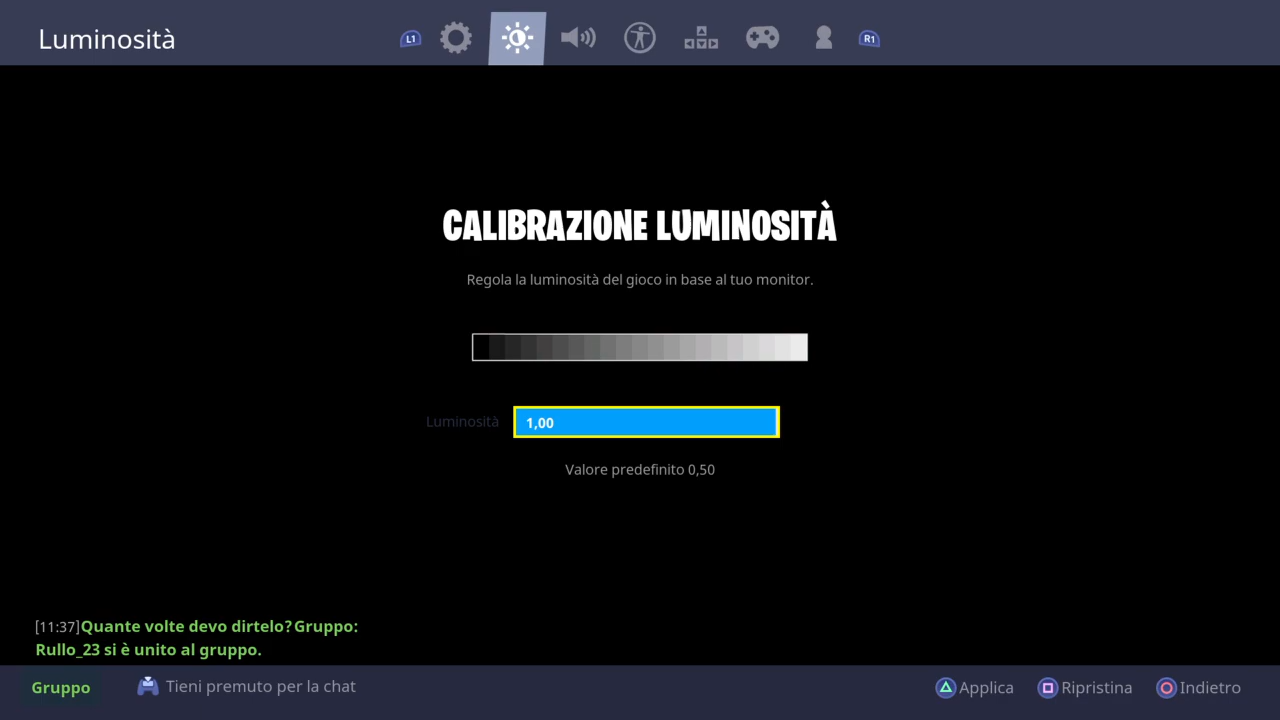 Luminosità
L1
R1
CALIBRAZIONE LUMINOSITÀ
Regola la luminosità del gioco in base al tuo monitor.
Luminosità 1,00
Valore predefinito 0,50
[11:37]Quante volte devo dirtelo?Gruppo:
Rullo_23 si è unito al gruppo.
Gruppo Tieni premuto per la chat Applica Ripristina Indietro